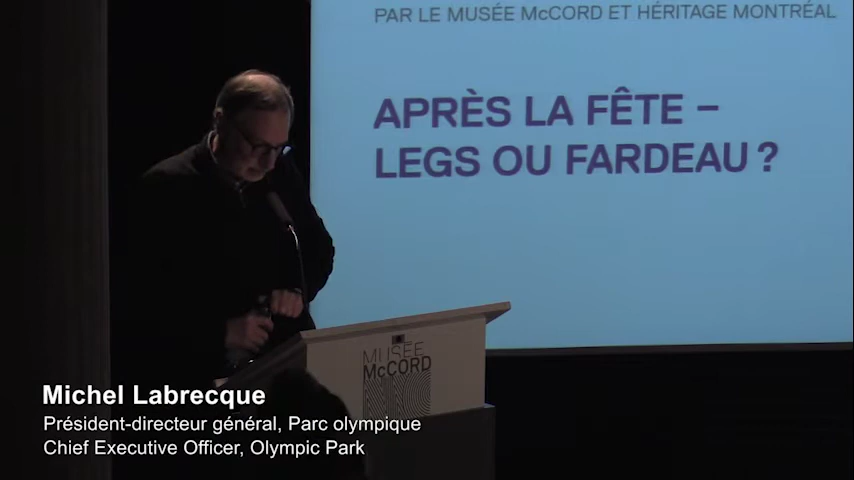 PAR LE MUSÉE McCORD ET HÉRITAGE MONTRÉAL
APRÈS LA FÊTE –
LEGS OU FARDEAU ?
MUSÉE
McCORD
Michel Labrecque
Président-directeur général, Parc olympique
Chief Executive Officer, Olympic Park